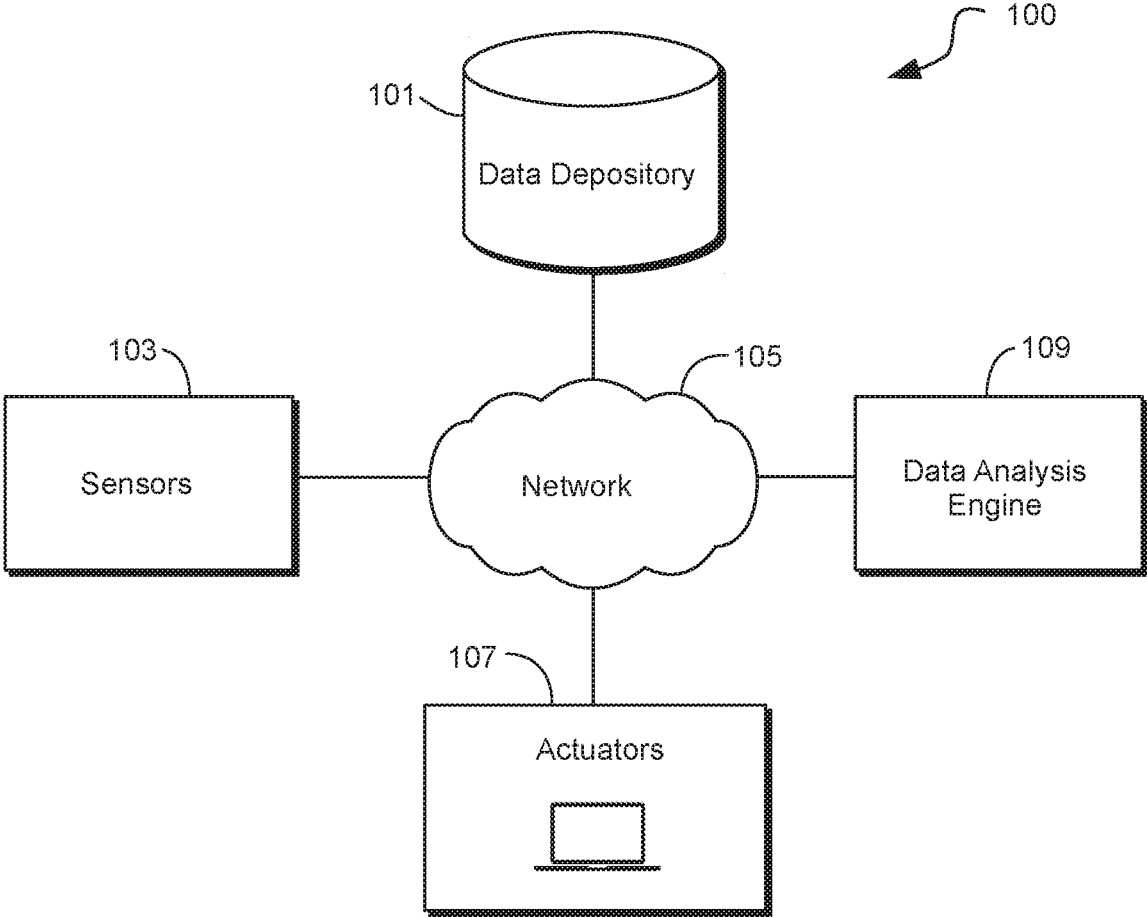 100
101
Data Depository
103
105
109
Sensors
Network
Data Analysis
Engine
107
Actuators